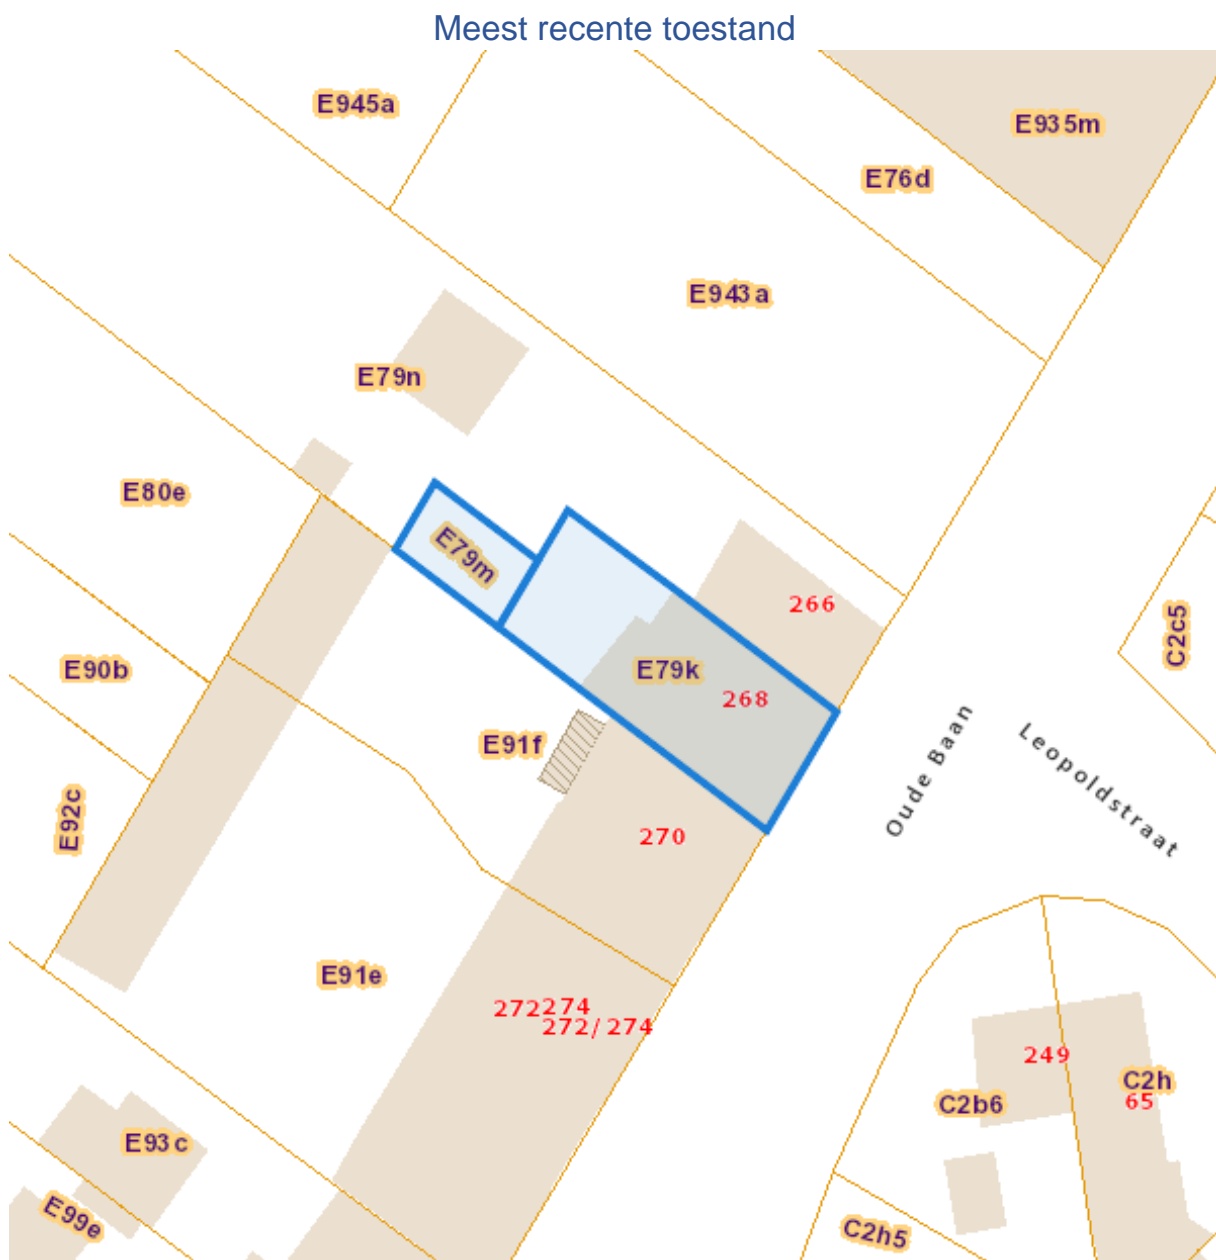 Meest recente toestand
E945a
E935m
E76d
E943a
E79n
E80e
E79m
266
C2c5
E90b
E79k
268
E91f
Oude Baan
Leopoldstraat
E92c
270
E91e
272274
272/274
249
C2h
C2b6
65
E93c
E99e
C2h5